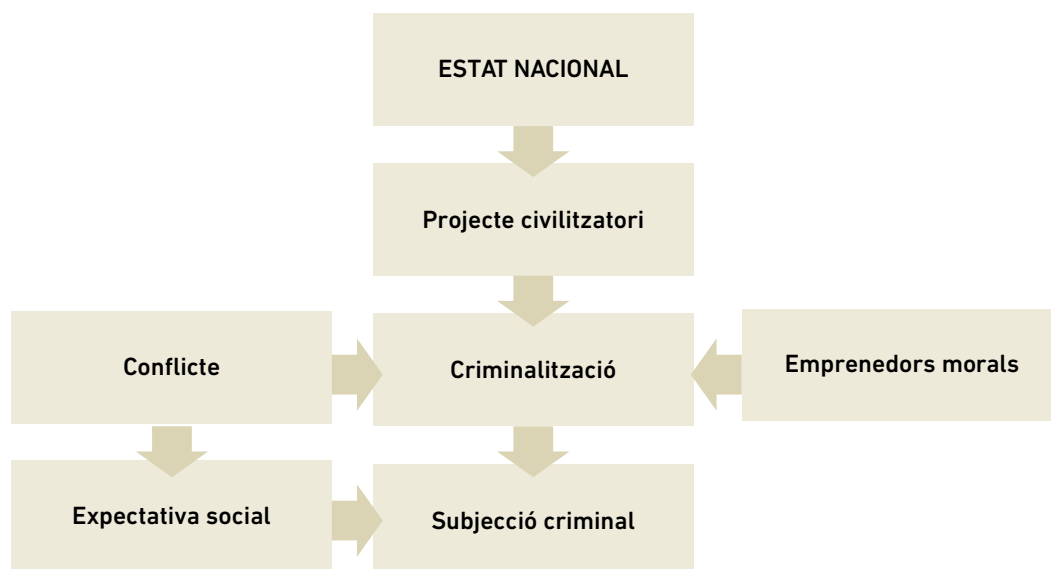 ESTAT NACIONAL
Projecte civilitzatori
Conflicte
Criminalització
Emprenedors morals
Expectativa social
Subjecció criminal